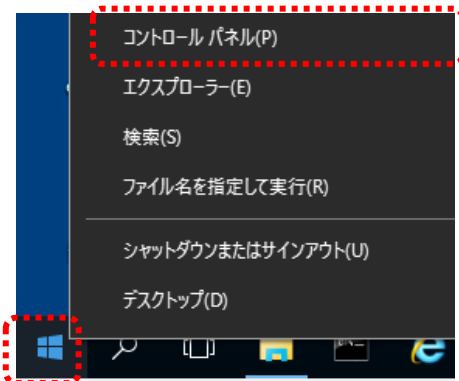 コントロール パネル(P)
エクスプローラー(E)
検索(S)
ファイル名を指定して実行(R)
シャットダウンまたはサインアウト(U)
デスクトップ(D)